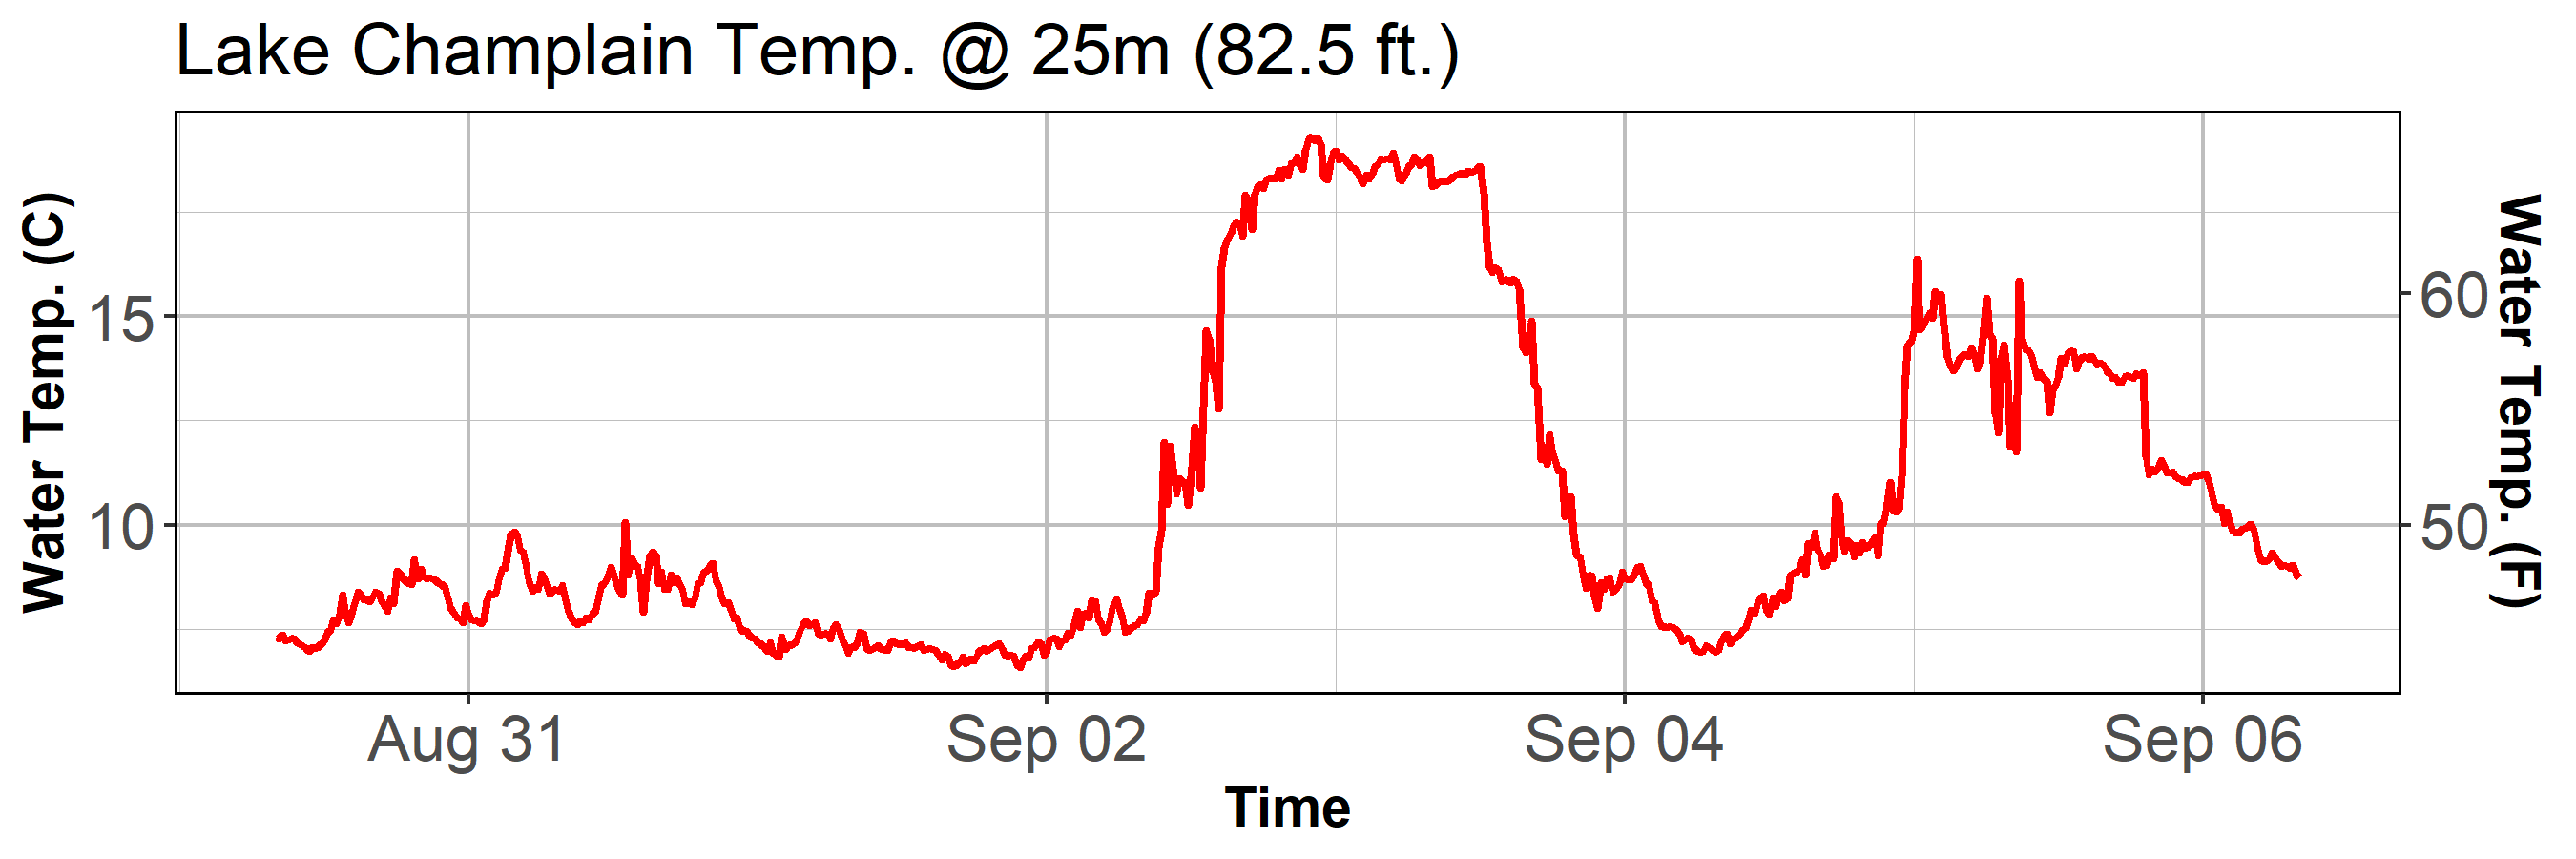 Lake Champlain Temp. @ 25m (82.5 ft.)
Water Temp. (C)
15
10
60
50
Water Temp. (F)
Aug 31
Sep 02
Sep 04
Sep 06
Time